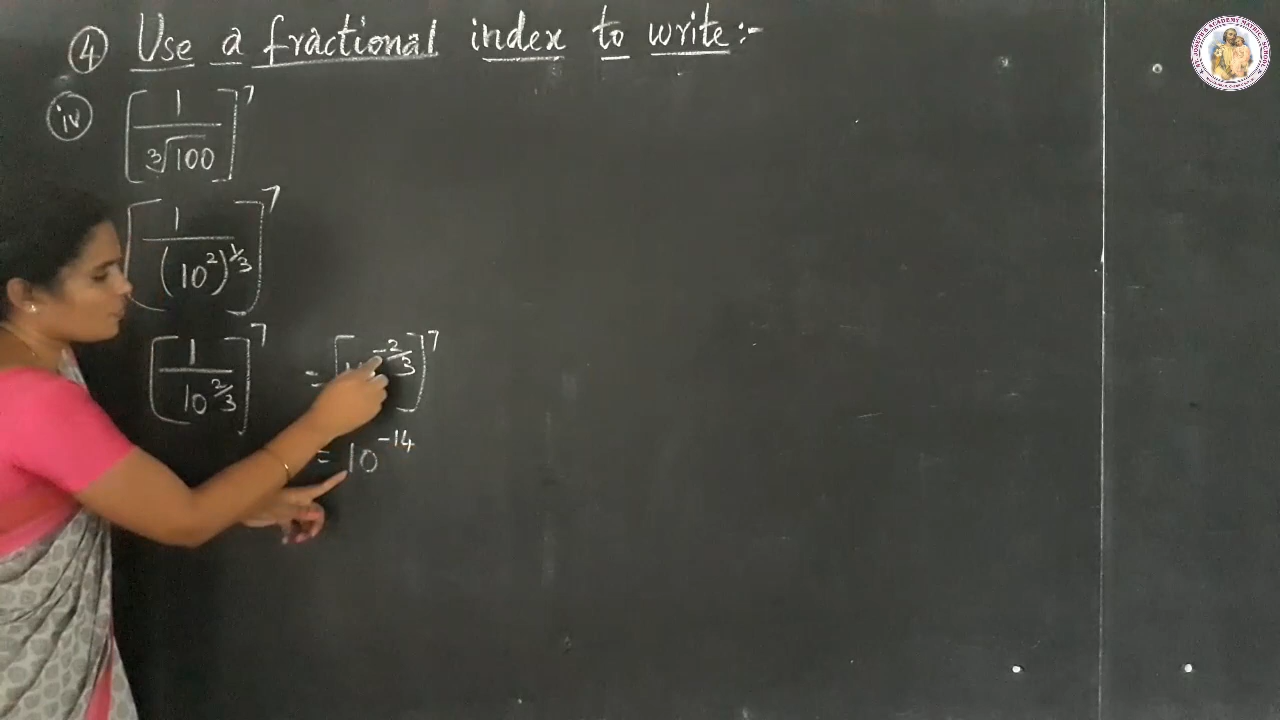 ④ Use a fractional index to write:-
iv [1/∛100]^7
[1/(10^2)^1/3]^7
[1/10^2/3]^7 = [ ^-2/3]^7
= 10^-14